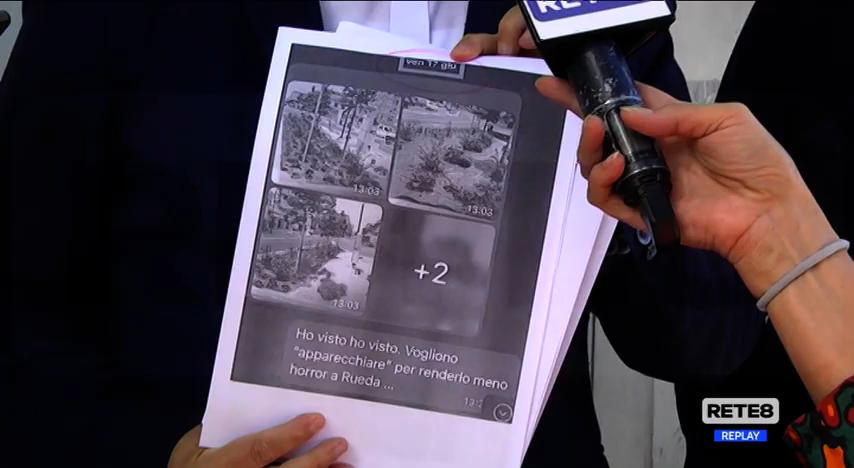 ven 17 giu
13:03
13:03
13:03
+2
Ho visto ho visto. Vogliono
"apparecchiare" per renderlo meno
horror a Rueda ...
RETE8
REPLAY